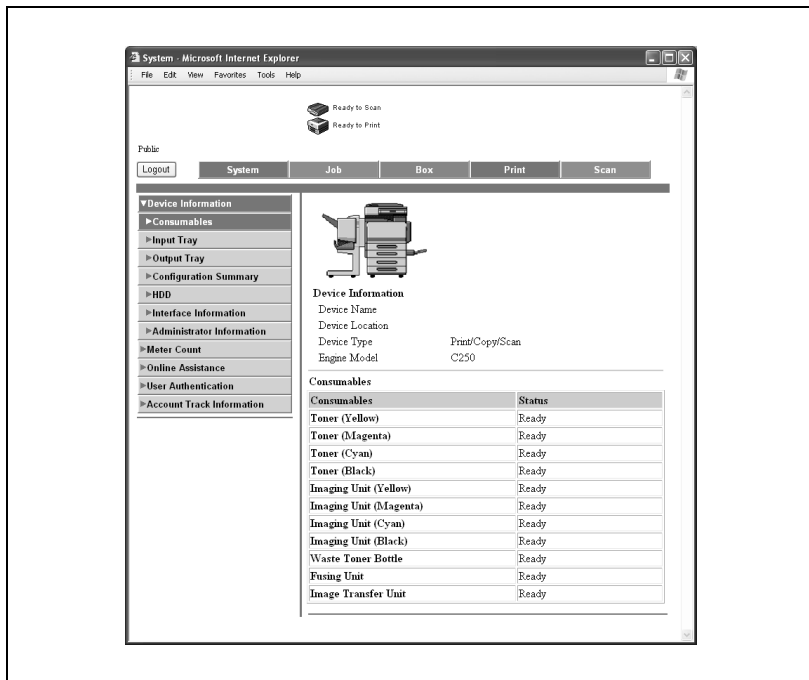 System - Microsoft Internet Explorer
File Edit View Favorites Tools Help
Ready to Scan
Ready to Print
Public
Logout System Job Box Print Scan
▼Device Information
▶Consumables
▶Input Tray
▶Output Tray
▶Configuration Summary
▶HDD
▶Interface Information
▶Administrator Information
▶Meter Count
▶Online Assistance
▶User Authentication
▶Account Track Information
Device Information
Device Name
Device Location
Device Type Print/Copy/Scan
Engine Model C250
Consumables
Consumables Status
Toner (Yellow) Ready
Toner (Magenta) Ready
Toner (Cyan) Ready
Toner (Black) Ready
Imaging Unit (Yellow) Ready
Imaging Unit (Magenta) Ready
Imaging Unit (Cyan) Ready
Imaging Unit (Black) Ready
Waste Toner Bottle Ready
Fusing Unit Ready
Image Transfer Unit Ready